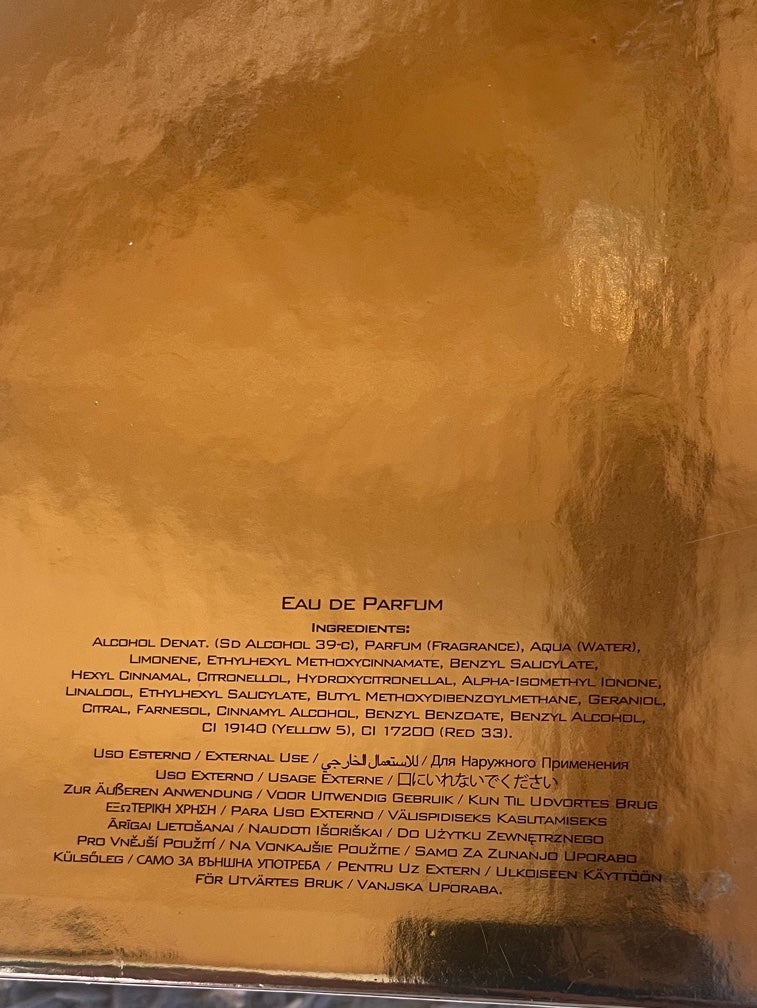 EAU DE PARFUM
INGREDIENTS:
ALCOHOL DENAT. (SD ALCOHOL 39-C), PARFUM (FRAGRANCE), AQUA (WATER),
LIMONENE, ETHYLHEXYL METHOXYCINNAMATE, BENZYL SALICYLATE,
HEXYL CINNAMAL, CITRONELLOL, HYDROXYCITRONELLAL, ALPHA-ISOMETHYL IONONE,
LINALOOL, ETHYLHEXYL SALICYLATE, BUTYL METHOXYDIBENZOYLMETHANE, GERANIOL,
CITRAL, FARNESOL, CINNAMYL ALCOHOL, BENZYL BENZOATE, BENZYL ALCOHOL,
CI 19140 (YELLOW 5), CI 17200 (RED 33).
USO ESTERNO / EXTERNAL USE / للاستعمال الخارجي / Для Наружного Применения
USO EXTERNO / USAGE EXTERNE / 口にいれないでください
ZUR ÄUßEREN ANWENDUNG / VOOR UITWENDIG GEBRUIK / KUN TIL UDVORTES BRUG
ΕΞΩΤΕΡΙΚΗ ΧΡΗΣΗ / PARA USO EXTERNO / VÄLISPIDISEKS KASUTAMISEKS
ĀRĪGAI LIETOŠANAI / NAUDOTI IŠORIŠKAI / DO UŻYTKU ZEWNĘTRZNEGO
PRO VNĚJŠÍ POUŽITÍ / NA VONKAJŠIE POUŽITIE / SAMO ZA ZUNANJO UPORABO
KÜLSŐLEG / САМО ЗА ВЪНШНА УПОТРЕБА / PENTRU UZ EXTERN / ULKOISEEN KÄYTTÖÖN
FÖR UTVÄRTES BRUK / VANJSKA UPORABA.